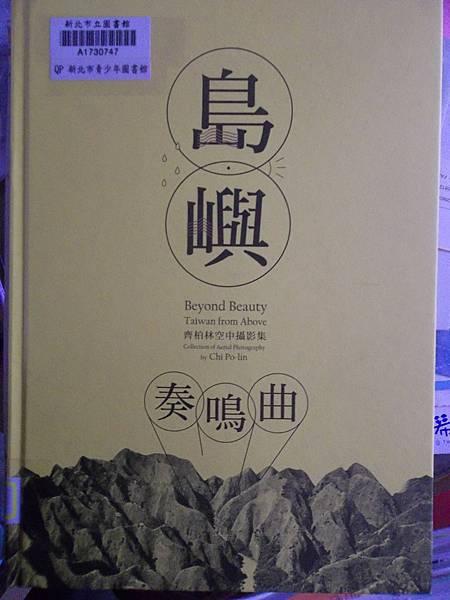 新北市立圖書館
A1730747
QP 新北市青少年圖書館
島
嶼
Beyond Beauty
Taiwan from Above
齊柏林空中攝影集
Collection of Aerial Photography
by Chi Po-lin
奏鳴曲